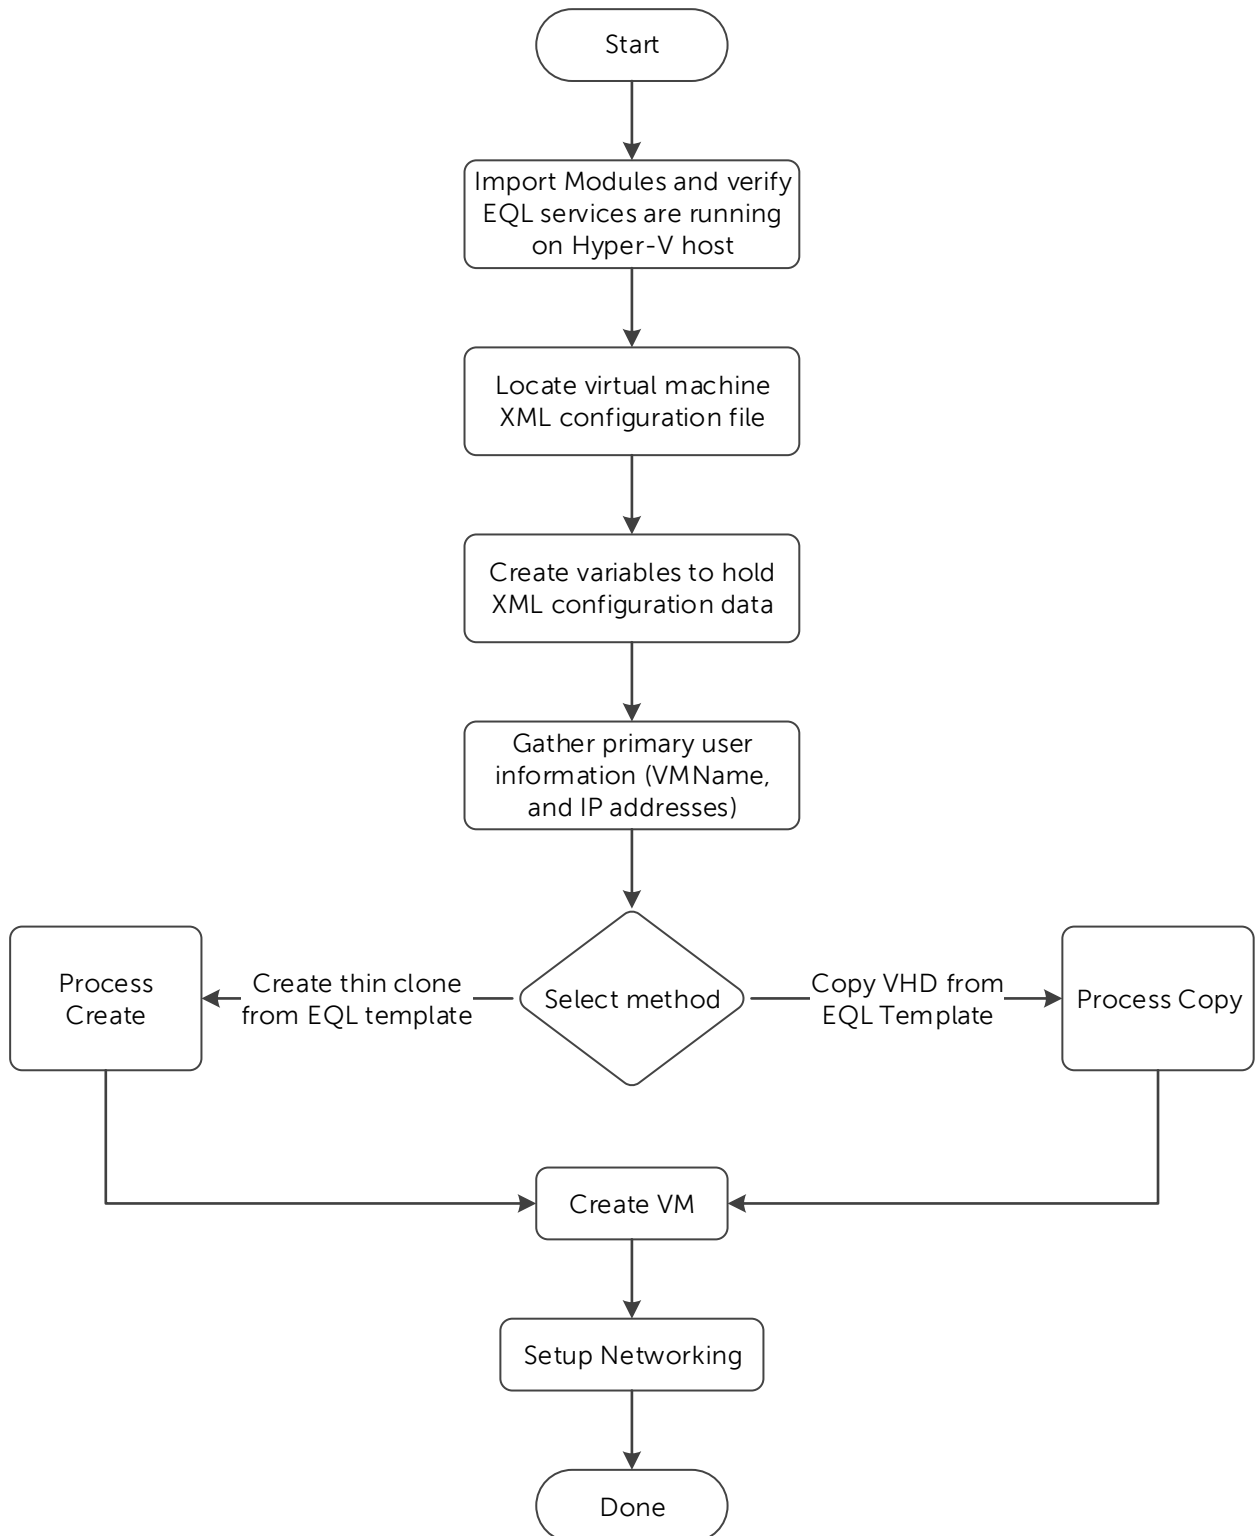 Start
Import Modules and verify
EQL services are running
on Hyper-V host
Locate virtual machine
XML configuration file
Create variables to hold
XML configuration data
Gather primary user
information (VMName,
and IP addresses)
Process
Create
Create thin clone
from EQL template
Select method
Copy VHD from
EQL Template
Process Copy
Create VM
Setup Networking
Done